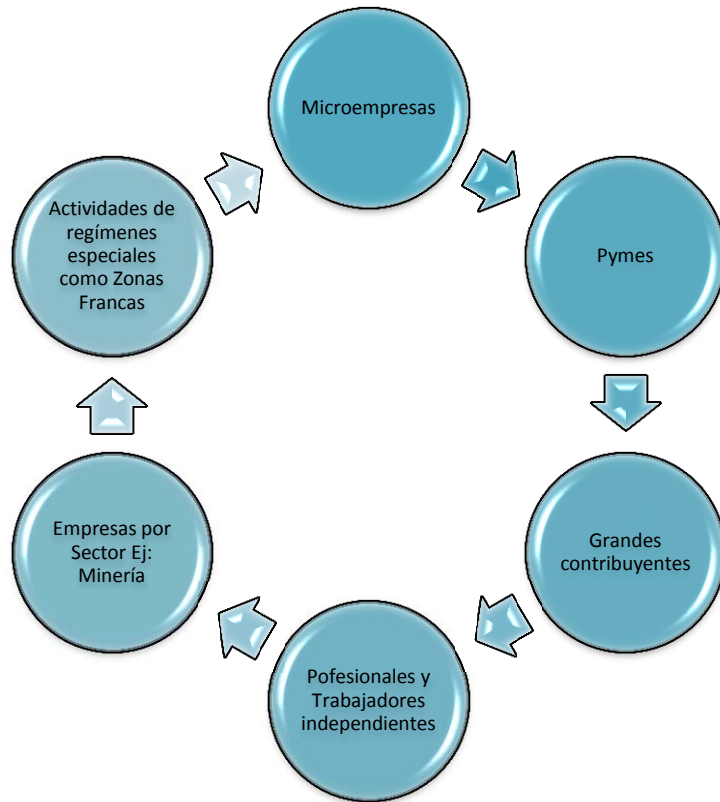 Microempresas
Pymes
Grandes
contribuyentes
Pofesionales y
Trabajadores
independientes
Empresas por
Sector Ej:
Minería
Actividades de
regímenes
especiales
como Zonas
Francas